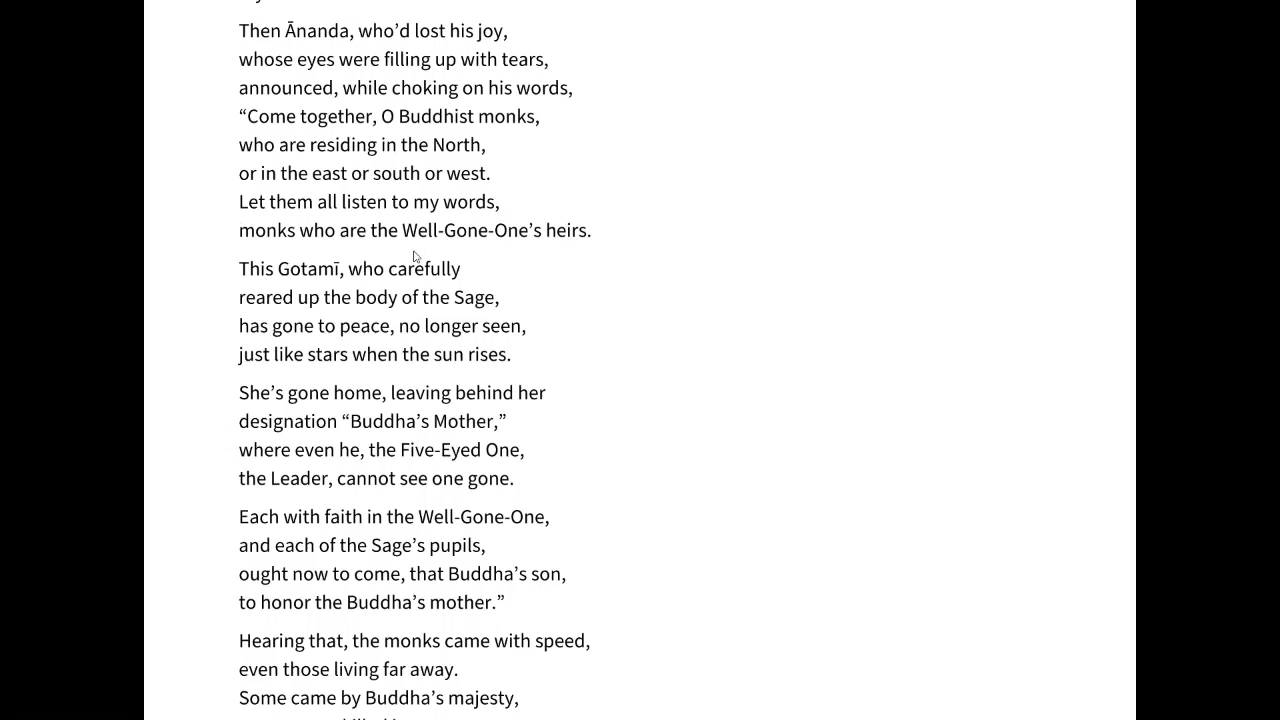 Then Ānanda, who’d lost his joy,
whose eyes were filling up with tears,
announced, while choking on his words,
“Come together, O Buddhist monks,
who are residing in the North,
or in the east or south or west.
Let them all listen to my words,
monks who are the Well-Gone-One’s heirs.
This Gotamī, who carefully
reared up the body of the Sage,
has gone to peace, no longer seen,
just like stars when the sun rises.
She’s gone home, leaving behind her
designation “Buddha’s Mother,”
where even he, the Five-Eyed One,
the Leader, cannot see one gone.
Each with faith in the Well-Gone-One,
and each of the Sage’s pupils,
ought now to come, that Buddha’s son,
to honor the Buddha’s mother.”
Hearing that, the monks came with speed,
even those living far away.
Some came by Buddha’s majesty,